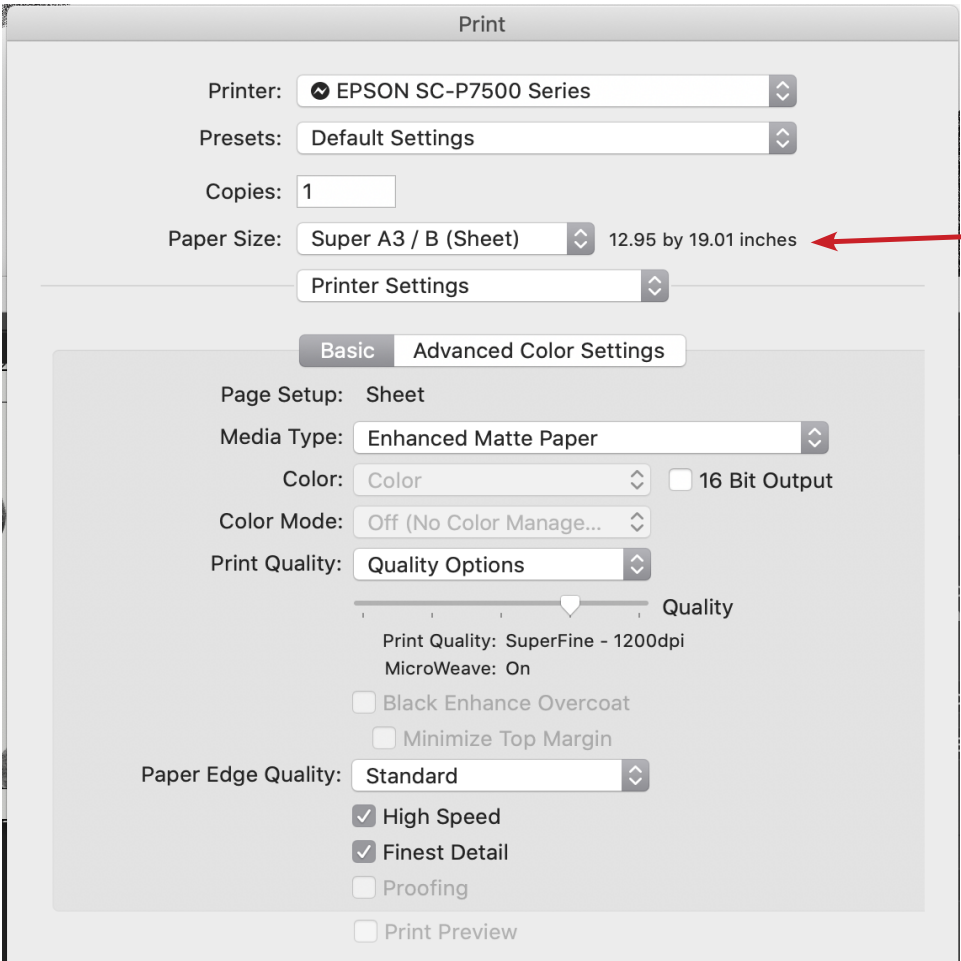 Print
Printer: EPSON SC-P7500 Series
Presets: Default Settings
Copies: 1
Paper Size: Super A3 / B (Sheet) 12.95 by 19.01 inches
Printer Settings
Basic Advanced Color Settings
Page Setup: Sheet
Media Type: Enhanced Matte Paper
Color: Color 16 Bit Output
Color Mode: Off (No Color Manage...
Print Quality: Quality Options
Quality
Print Quality: SuperFine - 1200dpi
MicroWeave: On
Black Enhance Overcoat
Minimize Top Margin
Paper Edge Quality: Standard
High Speed
Finest Detail
Proofing
Print Preview